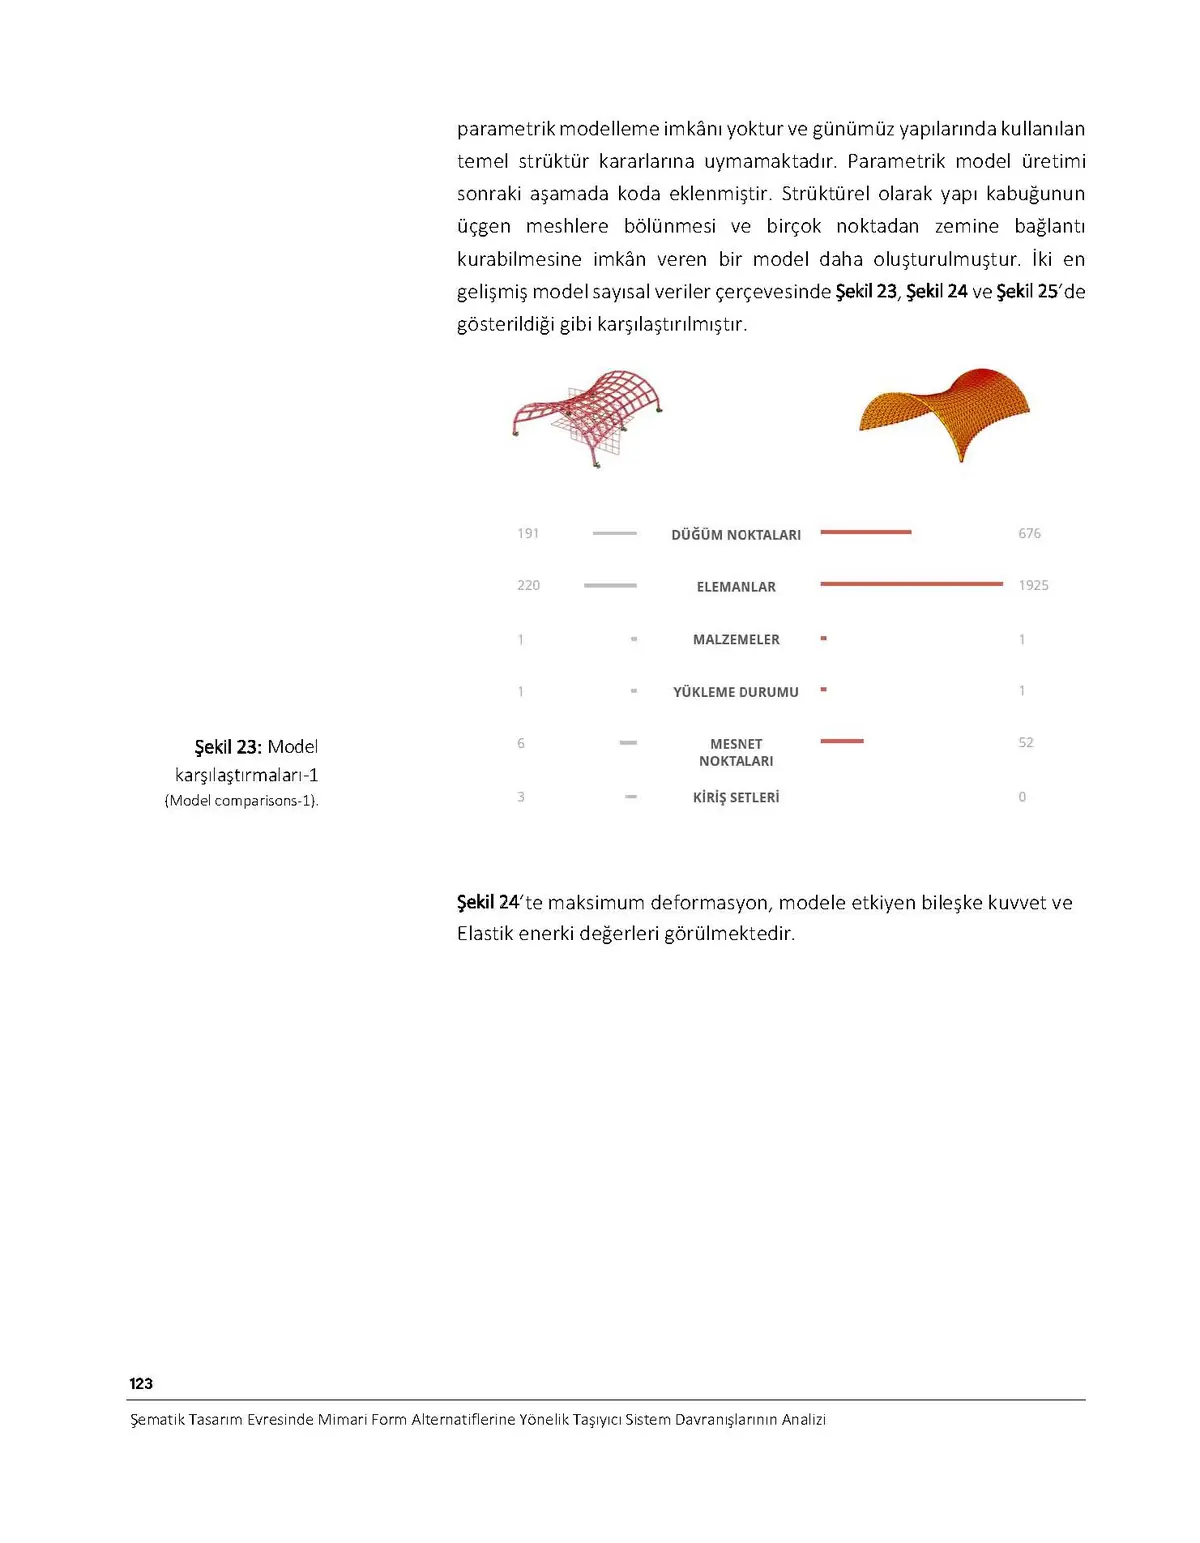 parametrik modelleme imkânı yoktur ve günümüz yapılarında kullanılan
temel strüktür kararlarına uymamaktadır. Parametrik model üretimi
sonraki aşamada koda eklenmiştir. Strüktürel olarak yapı kabuğunun
üçgen meshlere bölünmesi ve birçok noktadan zemine bağlantı
kurabilmesine imkân veren bir model daha oluşturulmuştur. İki en
gelişmiş model sayısal veriler çerçevesinde Şekil 23, Şekil 24 ve Şekil 25’de
gösterildiği gibi karşılaştırılmıştır.
191 DÜĞÜM NOKTALARI 676
220 ELEMANLAR 1925
1 MALZEMELER 1
1 YÜKLEME DURUMU 1
6 MESNET NOKTALARI 52
3 KİRİŞ SETLERİ 0
Şekil 23: Model
karşılaştırmaları-1
(Model comparisons-1).
Şekil 24’te maksimum deformasyon, modele etkiyen bileşke kuvvet ve
Elastik enerki değerleri görülmektedir.
123
Şematik Tasarım Evresinde Mimari Form Alternatiflerine Yönelik Taşıyıcı Sistem Davranışlarının Analizi